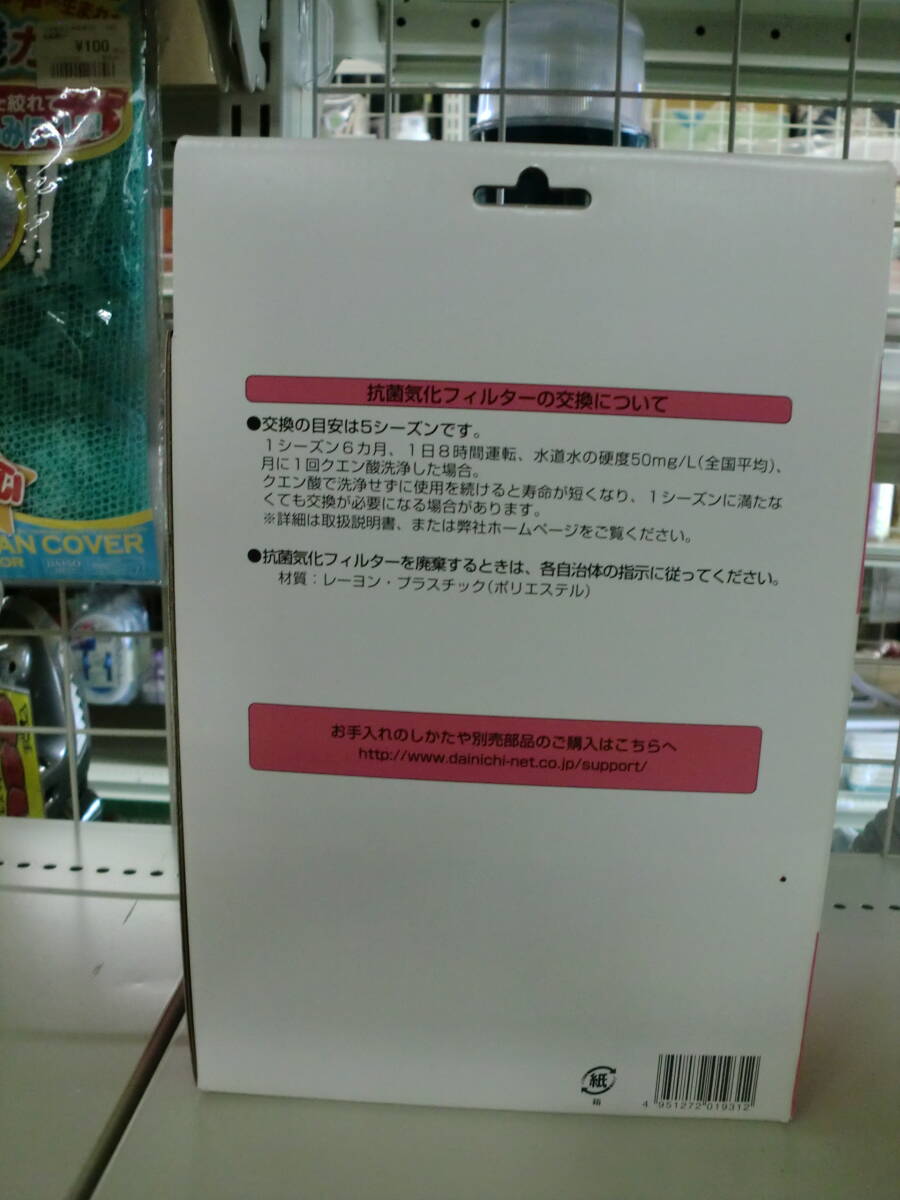 ¥100
絞れて
抗菌気化フィルターの交換について
●交換の目安は5シーズンです。
1シーズン6カ月、1日8時間運転、水道水の硬度50mg/L(全国平均)、
月に1回クエン酸洗浄した場合。
クエン酸で洗浄せずに使用を続けると寿命が短くなり、1シーズンに満たな
くても交換が必要になる場合があります。
※詳細は取扱説明書、または弊社ホームページをご覧ください。
●抗菌気化フィルターを廃棄するときは、各自治体の指示に従ってください。
材質：レーヨン・プラスチック(ポリエステル)
AN COVER
OR
DAISO
お手入れのしかたや別売部品のご購入はこちらへ
http://www.dainichi-net.co.jp/support/
紙
箱
4 951272 019312